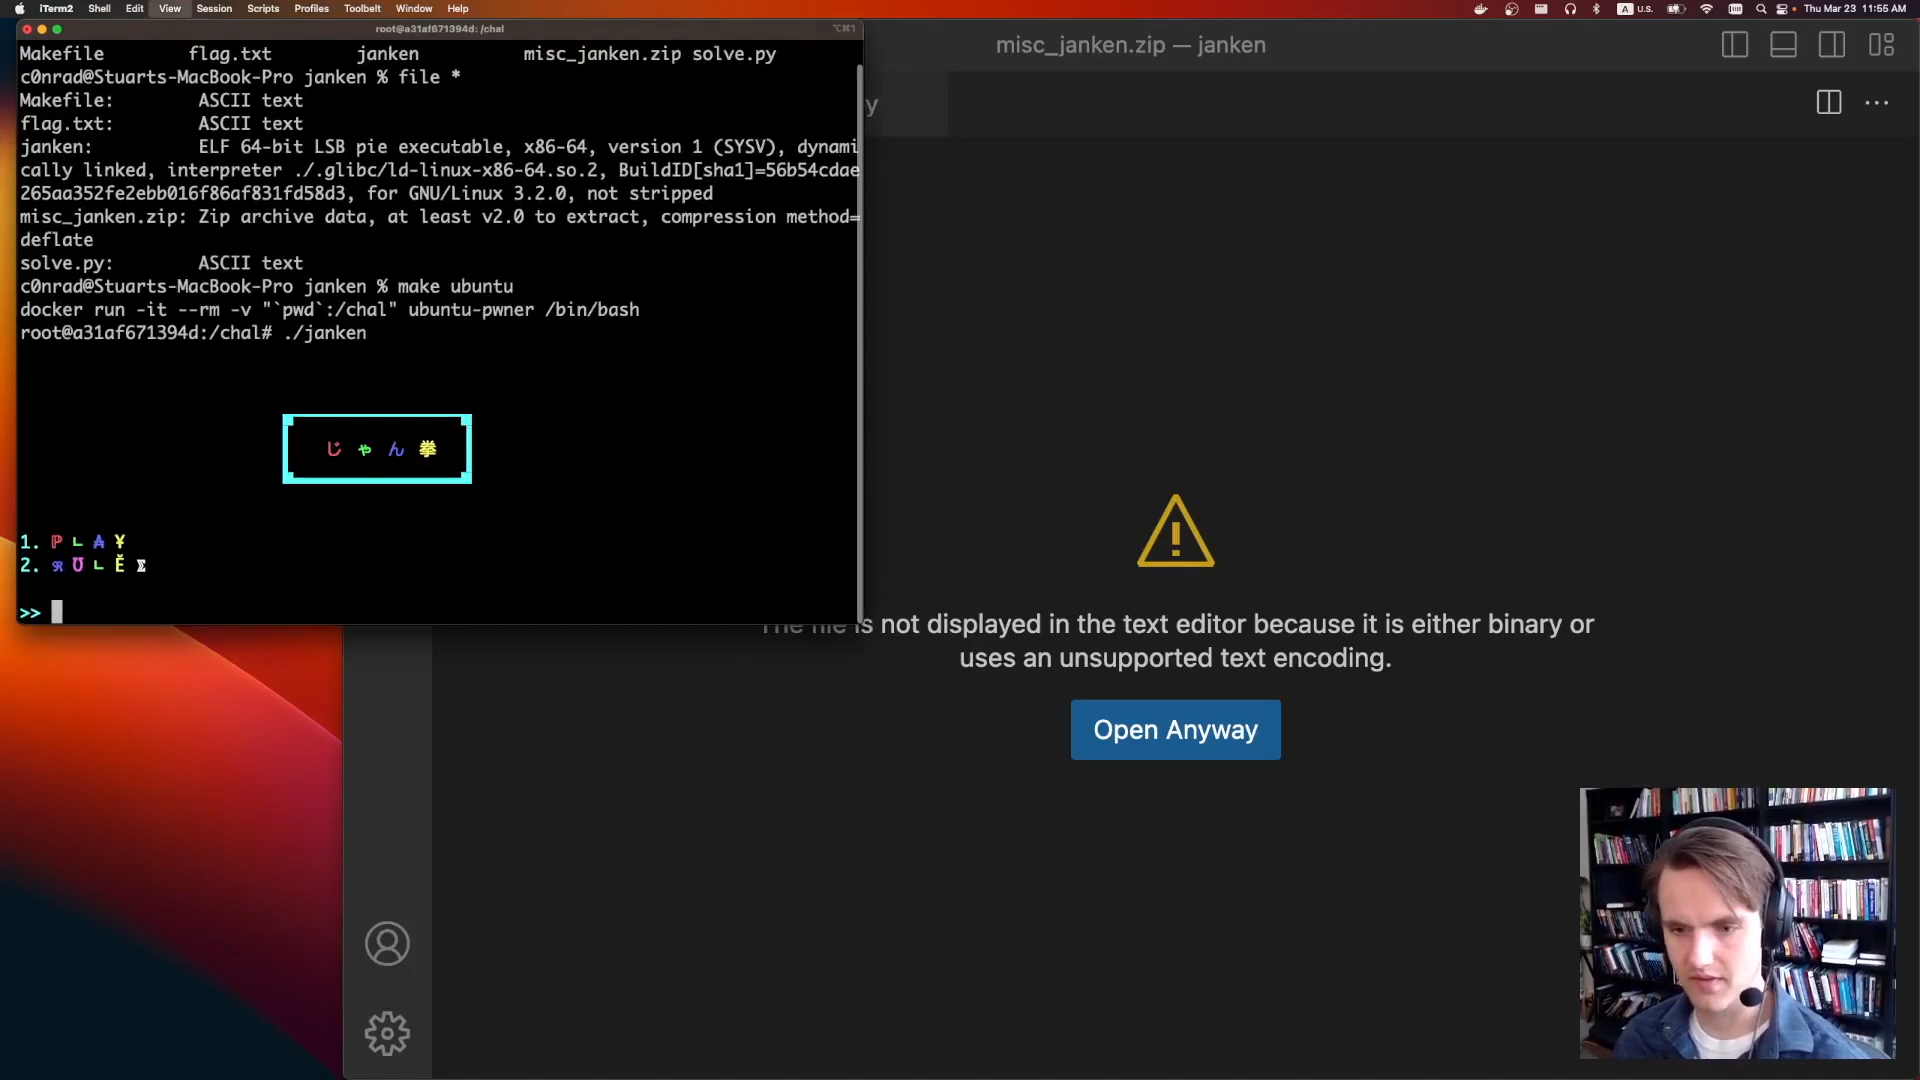 iTerm2 Shell Edit View Session Scripts Profiles Toolbelt Window Help
U.S. Thu Mar 23 11:55 AM
root@a31af671394d: /chal
⌥⌘1
misc_janken.zip — janken
y
Makefile flag.txt janken misc_janken.zip solve.py
c0nrad@Stuarts-MacBook-Pro janken % file *
Makefile: ASCII text
flag.txt: ASCII text
janken: ELF 64-bit LSB pie executable, x86-64, version 1 (SYSV), dynami
cally linked, interpreter ./.glibc/ld-linux-x86-64.so.2, BuildID[sha1]=56b54cdae
265aa352fe2ebb016f86af831fd58d3, for GNU/Linux 3.2.0, not stripped
misc_janken.zip: Zip archive data, at least v2.0 to extract, compression method=
deflate
solve.py: ASCII text
c0nrad@Stuarts-MacBook-Pro janken % make ubuntu
docker run -it --rm -v "`pwd`:/chal" ubuntu-pwner /bin/bash
root@a31af671394d:/chal# ./janken
じ ゃ ん 拳
1. ℙ ㄴ ₳ ¥
2. ᖇ Ʊ ㄴ Ě ⵉ
>>
The file is not displayed in the text editor because it is either binary or
uses an unsupported text encoding.
Open Anyway